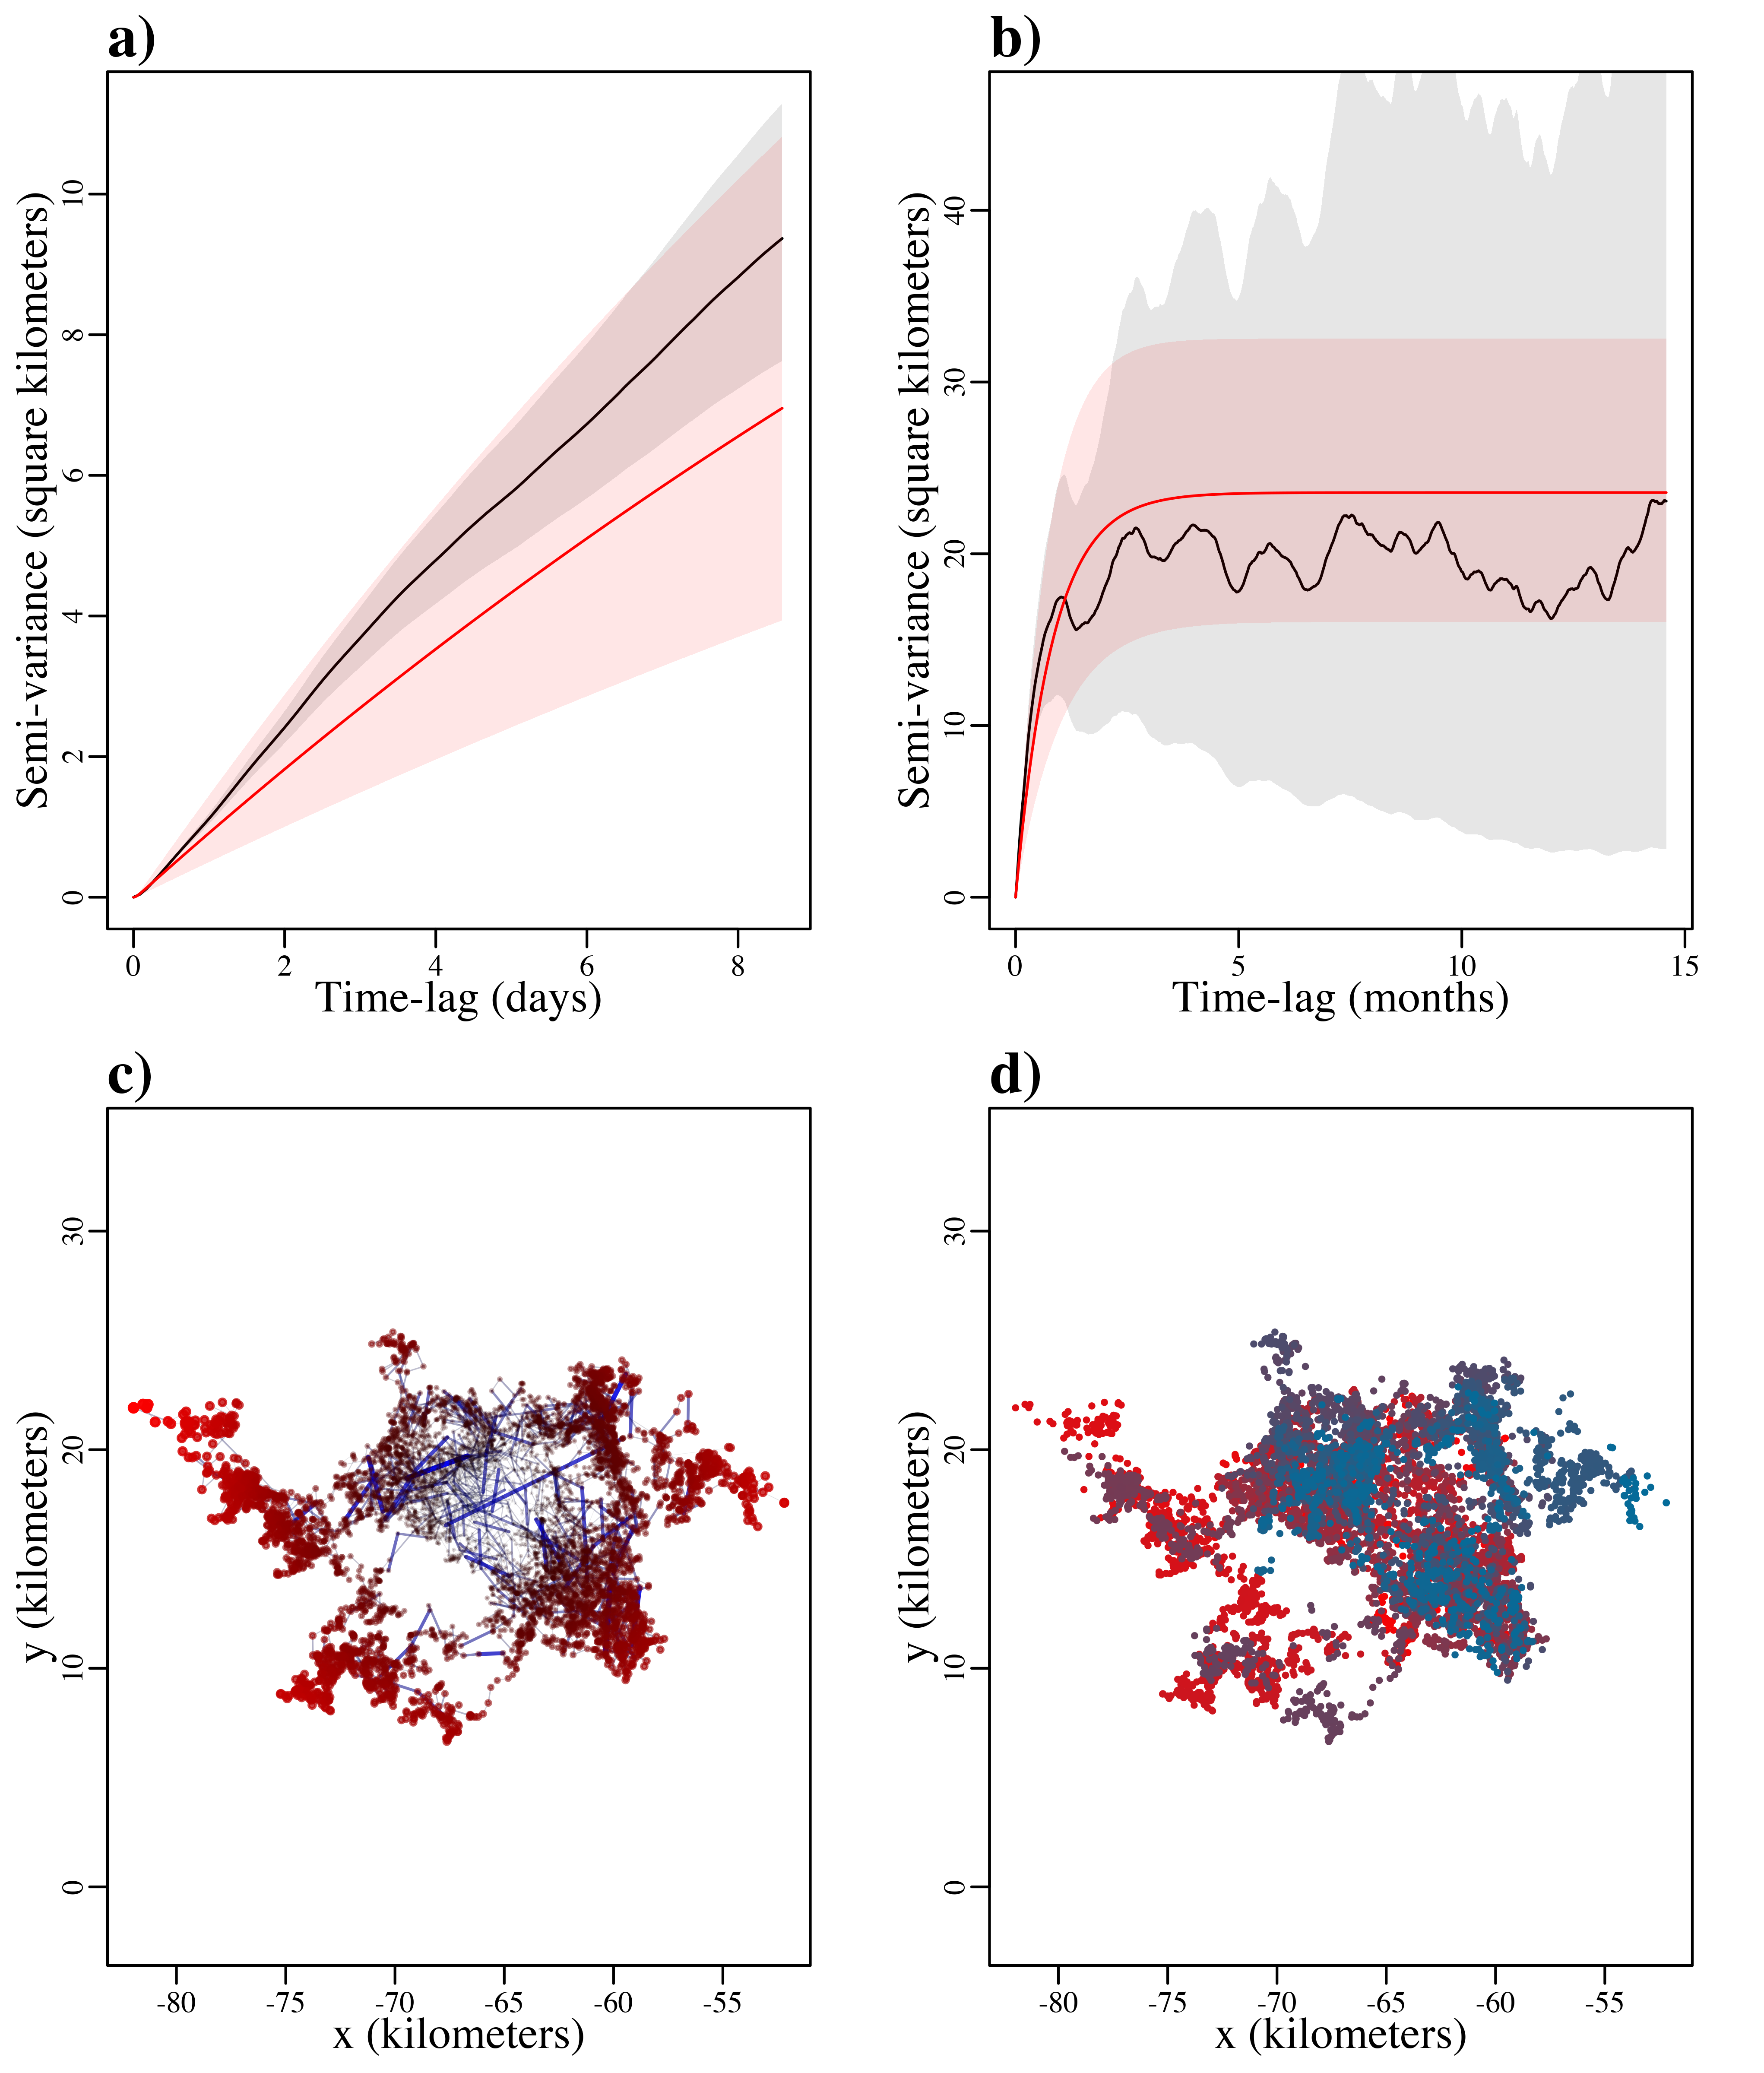 a)
Semi-variance (square kilometers)
10
8
6
4
2
0
0 2 4 6 8
Time-lag (days)
b)
Semi-variance (square kilometers)
40
30
20
10
0
0 5 10 15
Time-lag (months)
c)
y (kilometers)
30
20
10
0
-80 -75 -70 -65 -60 -55
x (kilometers)
d)
y (kilometers)
30
20
10
0
-80 -75 -70 -65 -60 -55
x (kilometers)